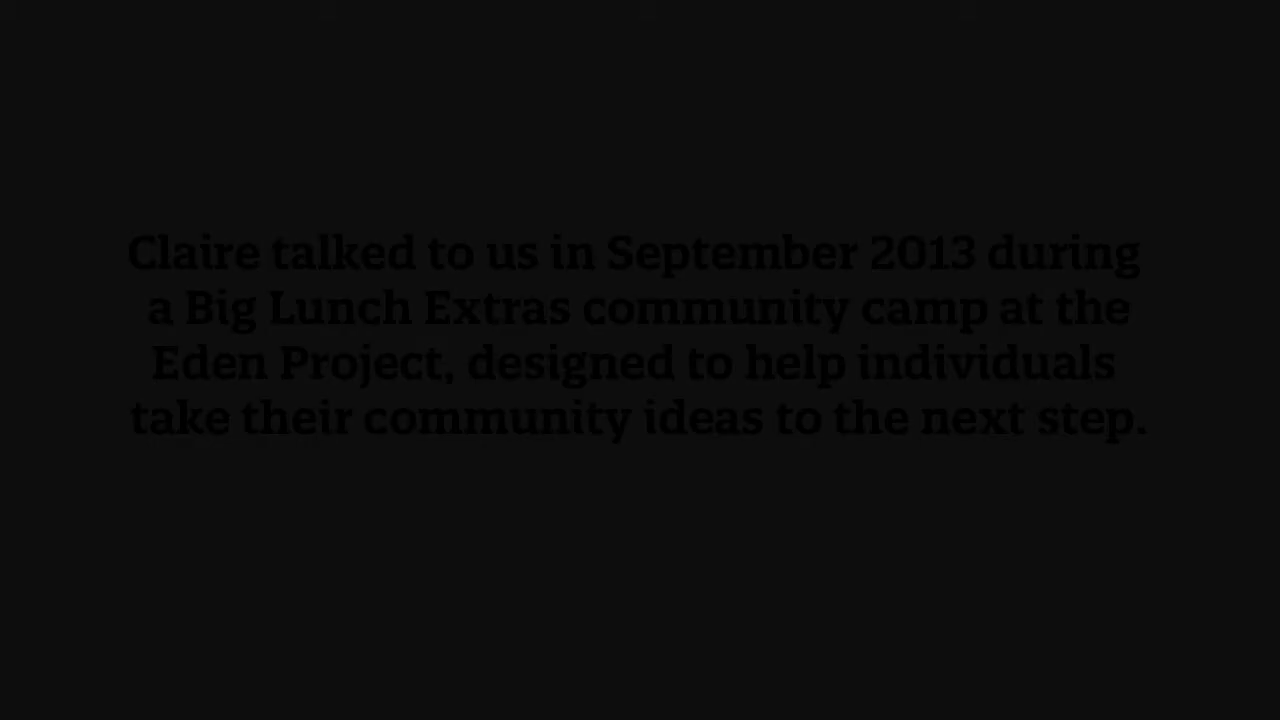 Claire talked to us in September 2013 during
a Big Lunch Extras community camp at the
Eden Project, designed to help individuals
take their community ideas to the next step.